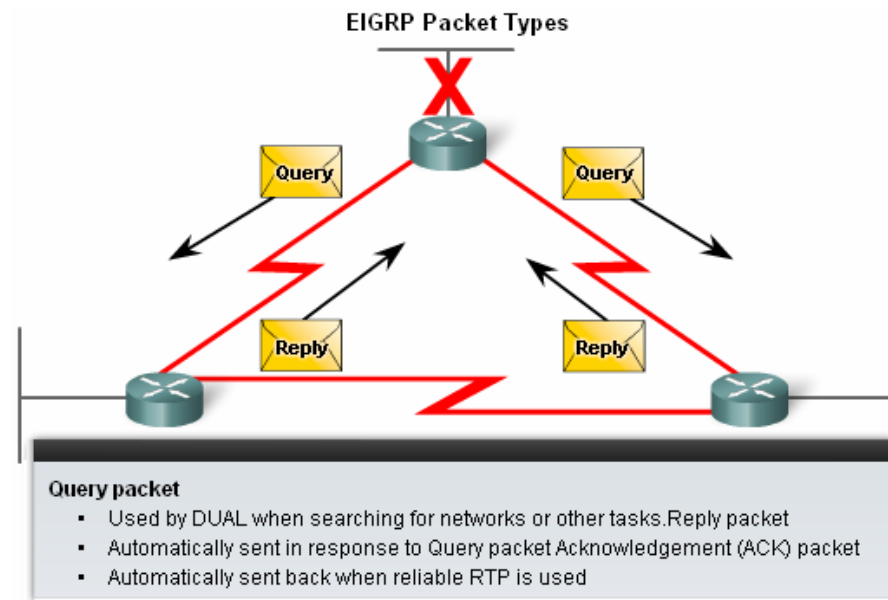 EIGRP Packet Types
X
Query
Query
Reply
Reply
Query packet
▪ Used by DUAL when searching for networks or other tasks.Reply packet
▪ Automatically sent in response to Query packet Acknowledgement (ACK) packet
▪ Automatically sent back when reliable RTP is used